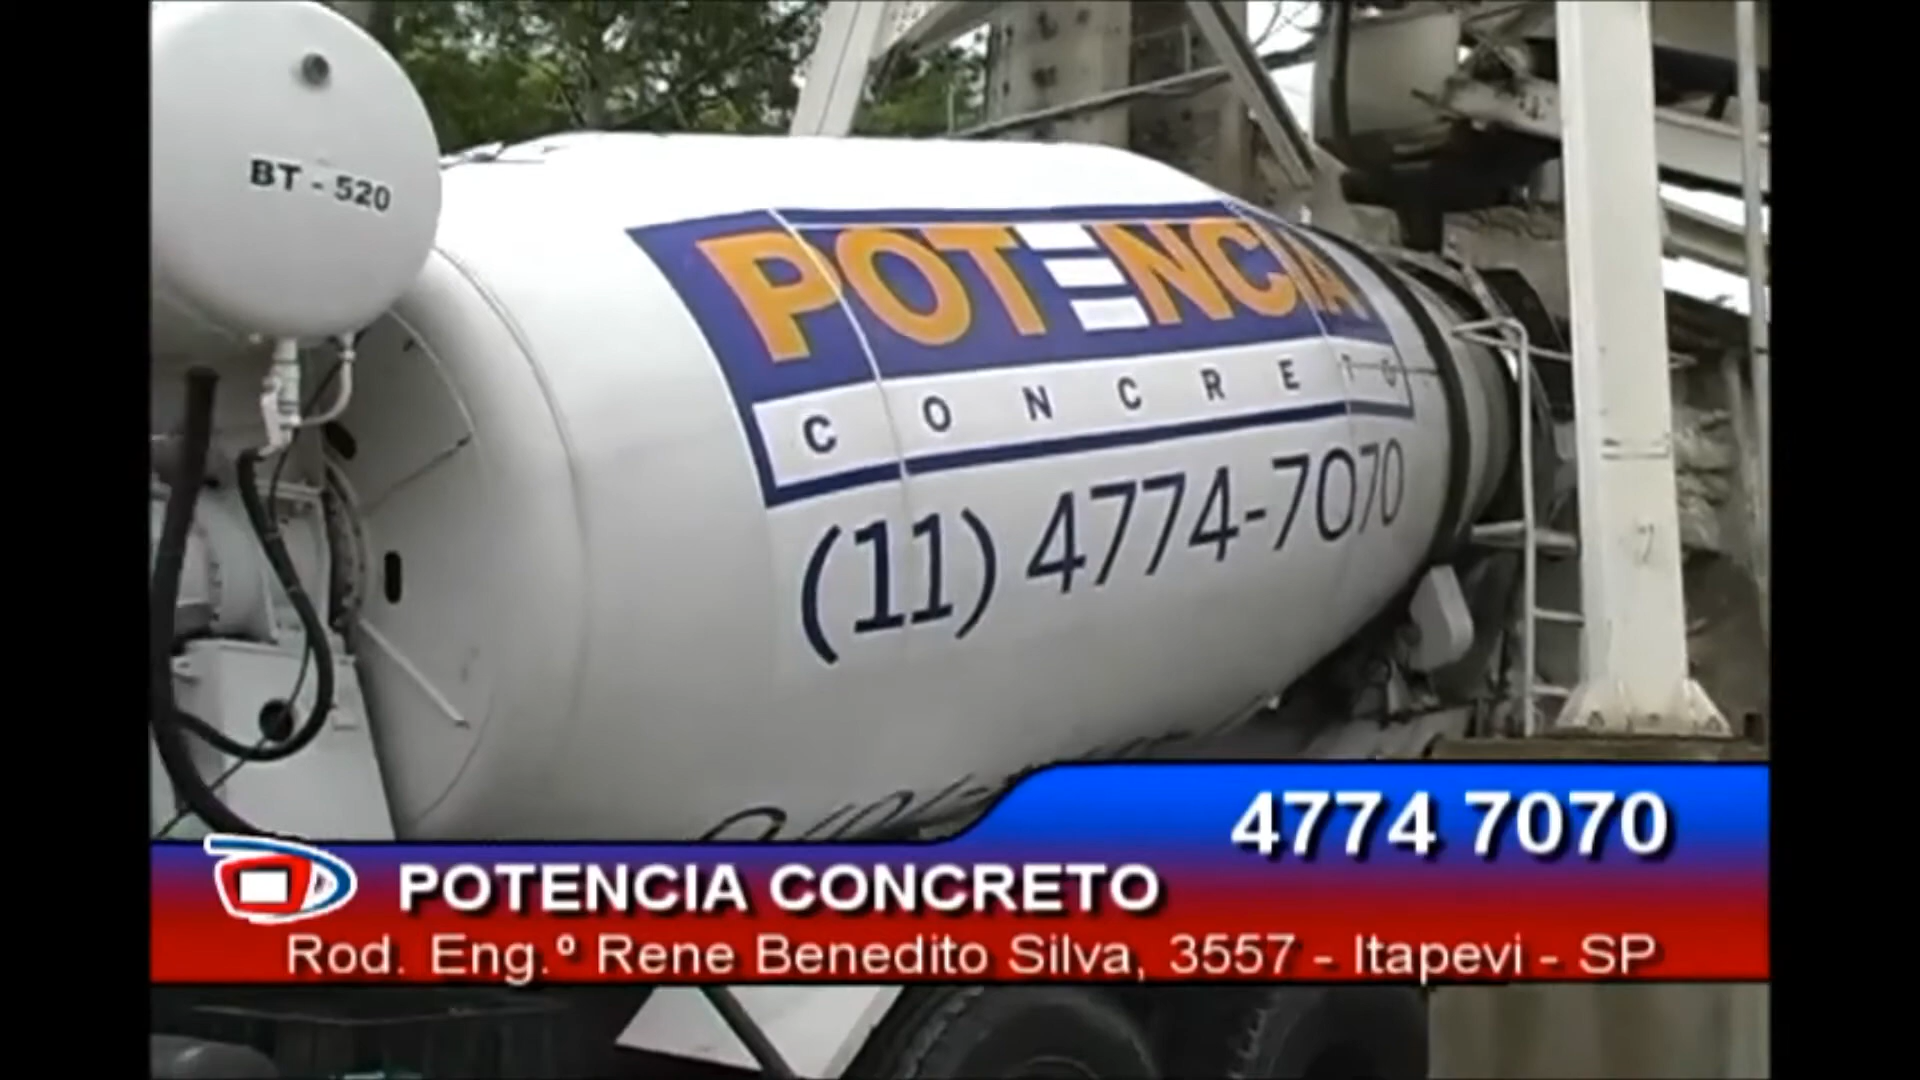 BT - 520
POTENCIA
CONCRETO
(11) 4774-7070
4774 7070
POTENCIA CONCRETO
Rod. Eng.º Rene Benedito Silva, 3557 - Itapevi - SP